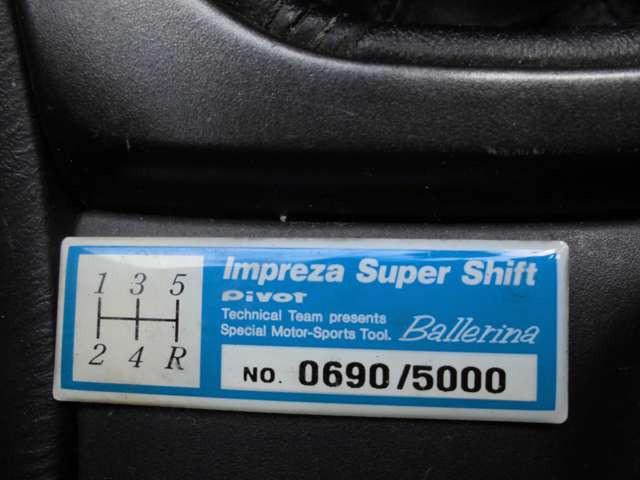 1 3 5
2 4 R
Impreza Super Shift
Pivot
Technical Team presents
Special Motor-Sports Tool. Ballerina
NO. 0690/5000